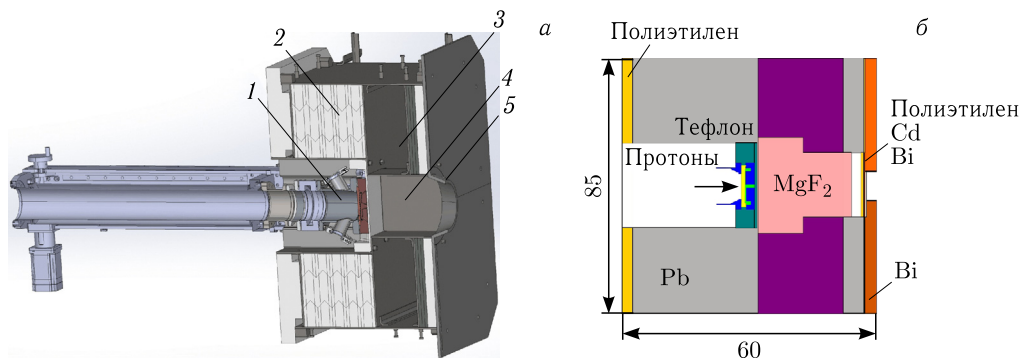 1
2
3
4
5
а
Полиэтилен
б
Тефлон
Протоны
MgF2
Pb
Полиэтилен
Cd
Bi
Bi
85
60